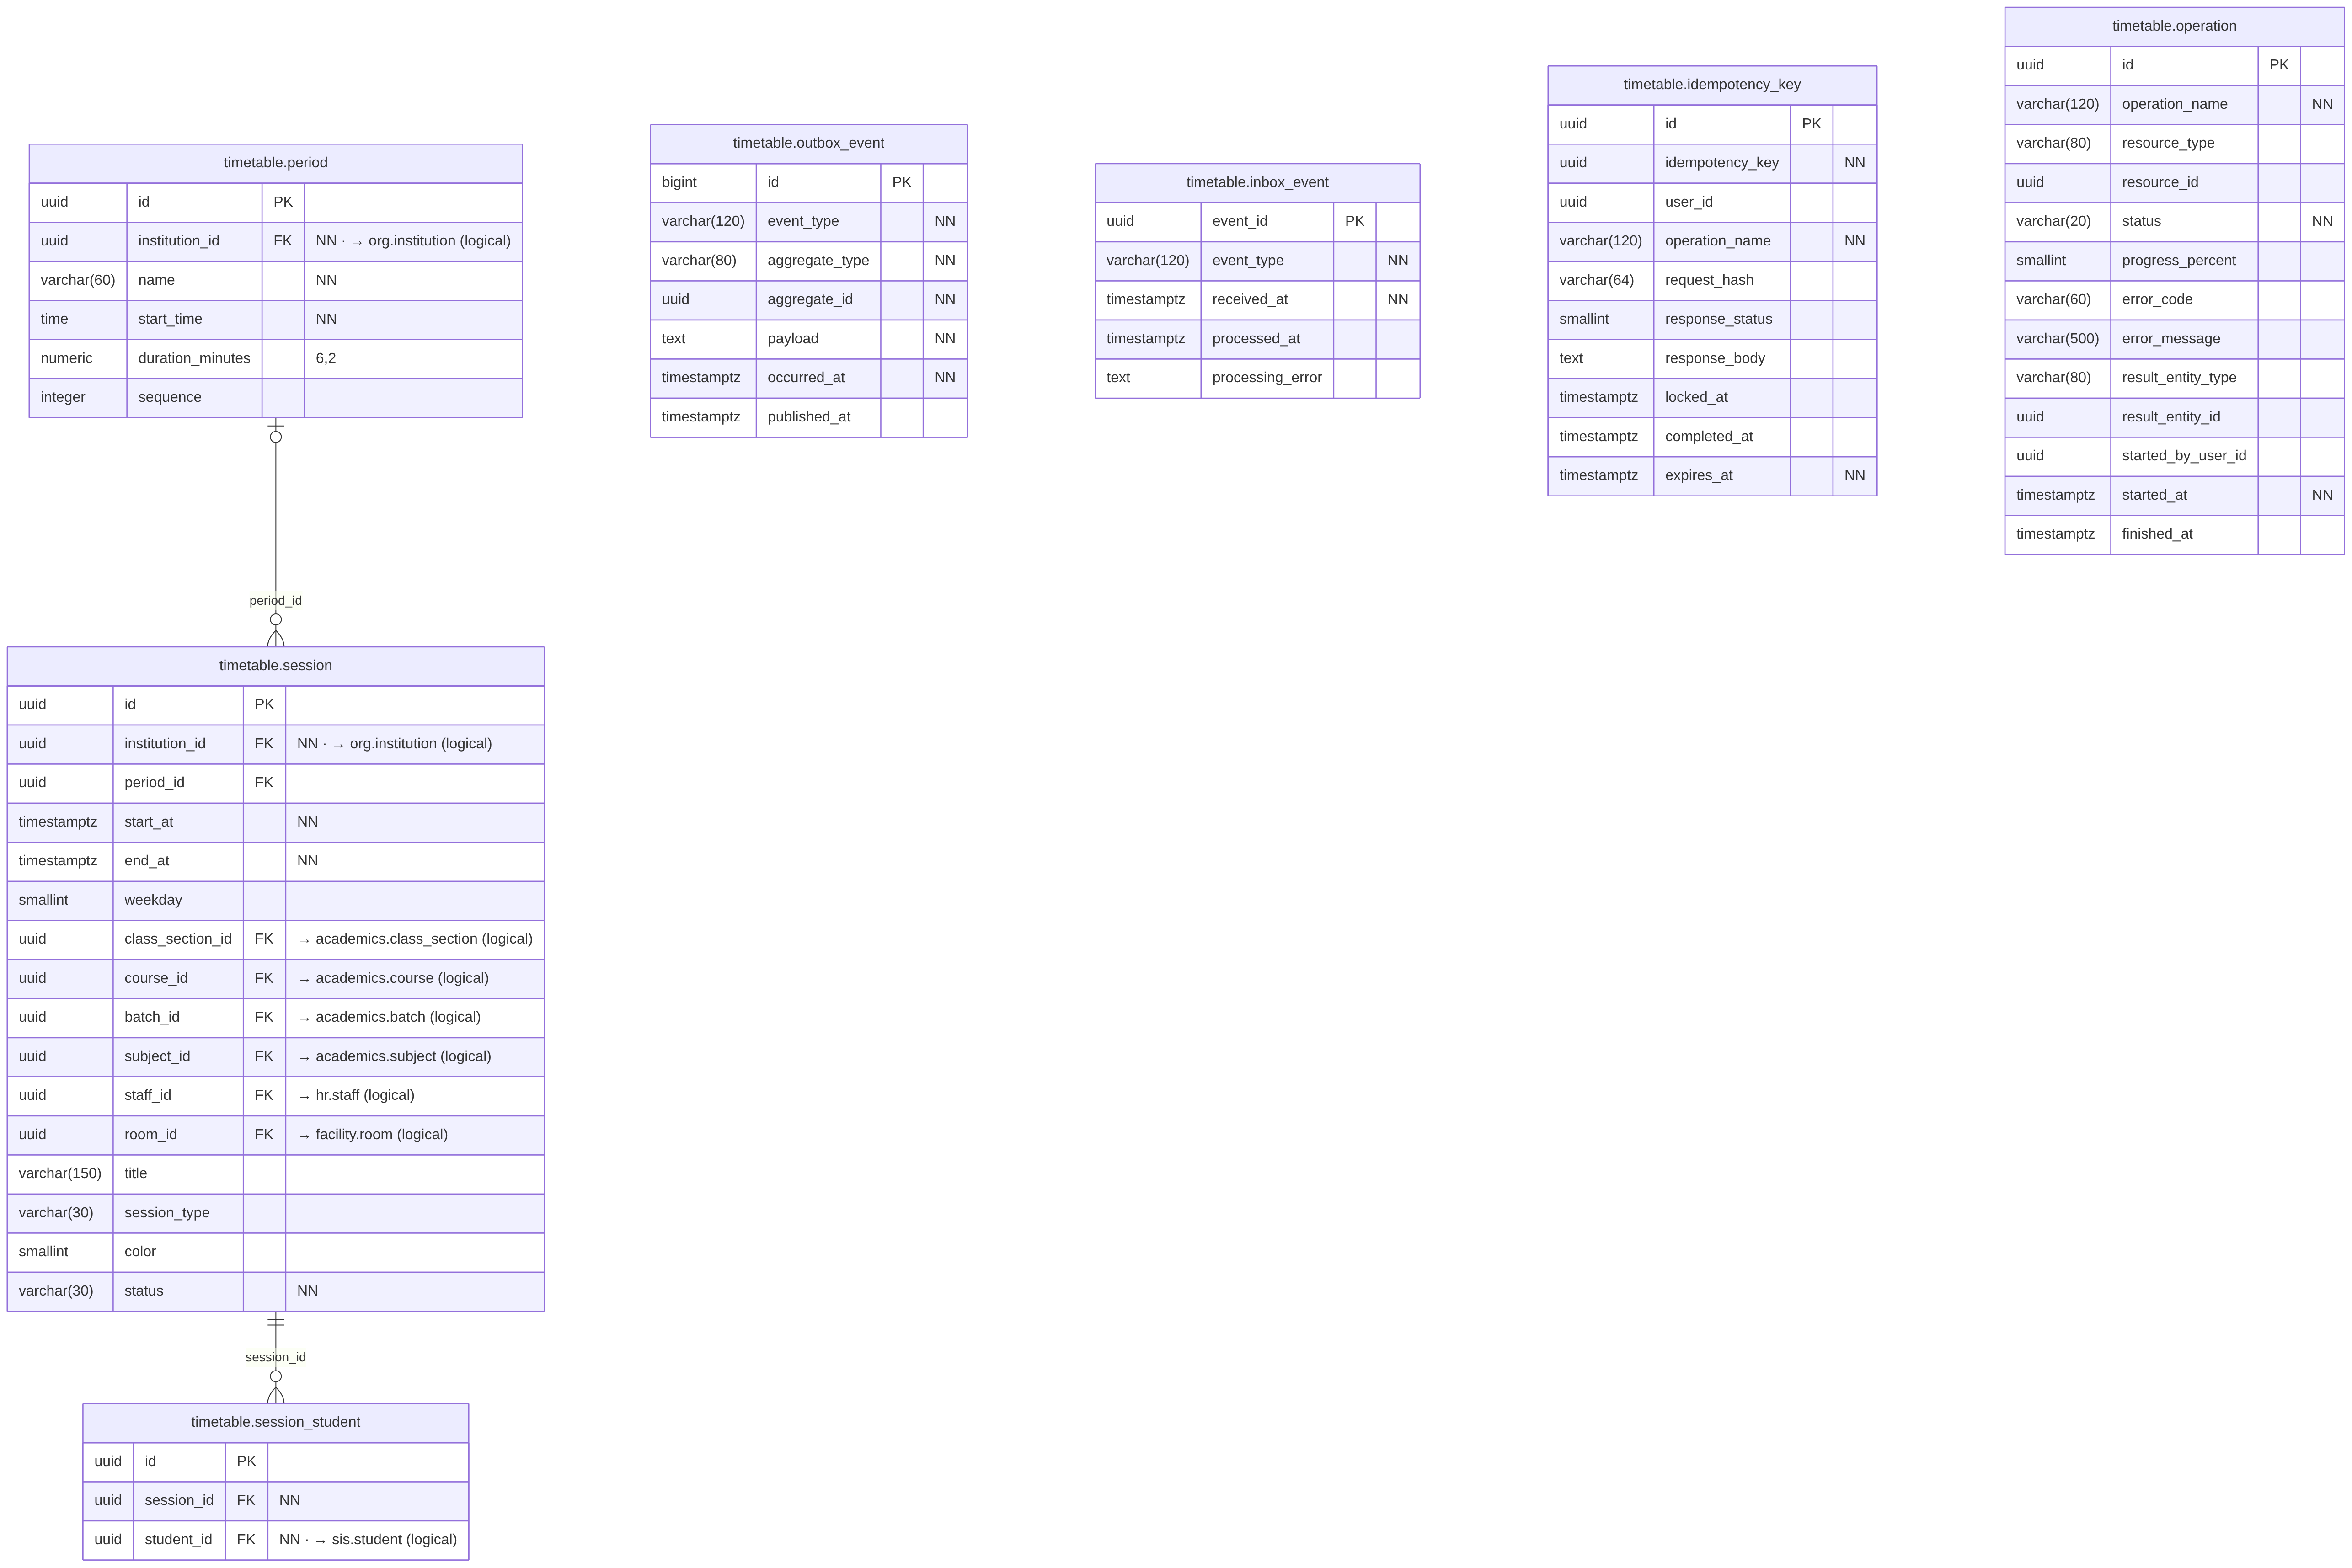 timetable.period
uuid id PK
uuid institution_id FK NN · → org.institution (logical)
varchar(60) name NN
time start_time NN
numeric duration_minutes 6,2
integer sequence
timetable.outbox_event
bigint id PK
varchar(120) event_type NN
varchar(80) aggregate_type NN
uuid aggregate_id NN
text payload NN
timestamptz occurred_at NN
timestamptz published_at
timetable.inbox_event
uuid event_id PK
varchar(120) event_type NN
timestamptz received_at NN
timestamptz processed_at
text processing_error
timetable.idempotency_key
uuid id PK
uuid idempotency_key NN
uuid user_id
varchar(120) operation_name NN
varchar(64) request_hash
smallint response_status
text response_body
timestamptz locked_at
timestamptz completed_at
timestamptz expires_at NN
timetable.operation
uuid id PK
varchar(120) operation_name NN
varchar(80) resource_type
uuid resource_id
varchar(20) status NN
smallint progress_percent
varchar(60) error_code
varchar(500) error_message
varchar(80) result_entity_type
uuid result_entity_id
uuid started_by_user_id
timestamptz started_at NN
timestamptz finished_at
period_id
timetable.session
uuid id PK
uuid institution_id FK NN · → org.institution (logical)
uuid period_id FK
timestamptz start_at NN
timestamptz end_at NN
smallint weekday
uuid class_section_id FK → academics.class_section (logical)
uuid course_id FK → academics.course (logical)
uuid batch_id FK → academics.batch (logical)
uuid subject_id FK → academics.subject (logical)
uuid staff_id FK → hr.staff (logical)
uuid room_id FK → facility.room (logical)
varchar(150) title
varchar(30) session_type
smallint color
varchar(30) status NN
session_id
timetable.session_student
uuid id PK
uuid session_id FK NN
uuid student_id FK NN · → sis.student (logical)